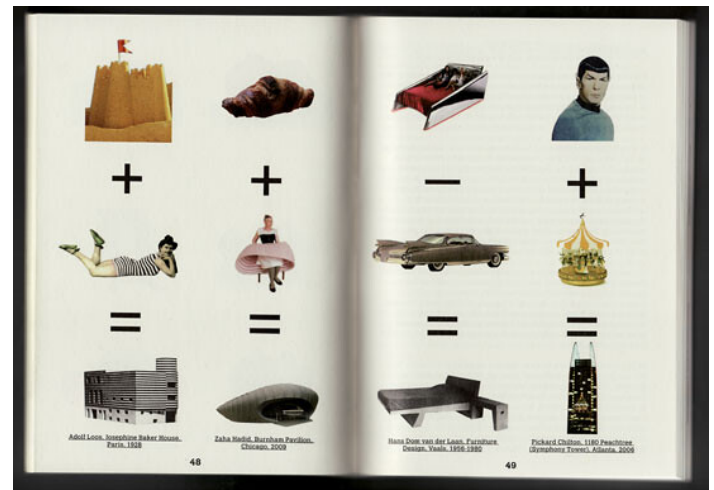 +
+
=
=
Adolf Loos, Josephine Baker House,
Paris, 1928
Zaha Hadid, Burnham Pavilion,
Chicago, 2009
48
−
+
=
=
Hans Dom van der Laan, Furniture
Design, Vaals, 1956-1980
Pickard Chilton, 1180 Peachtree
(Symphony Tower), Atlanta, 2006
49